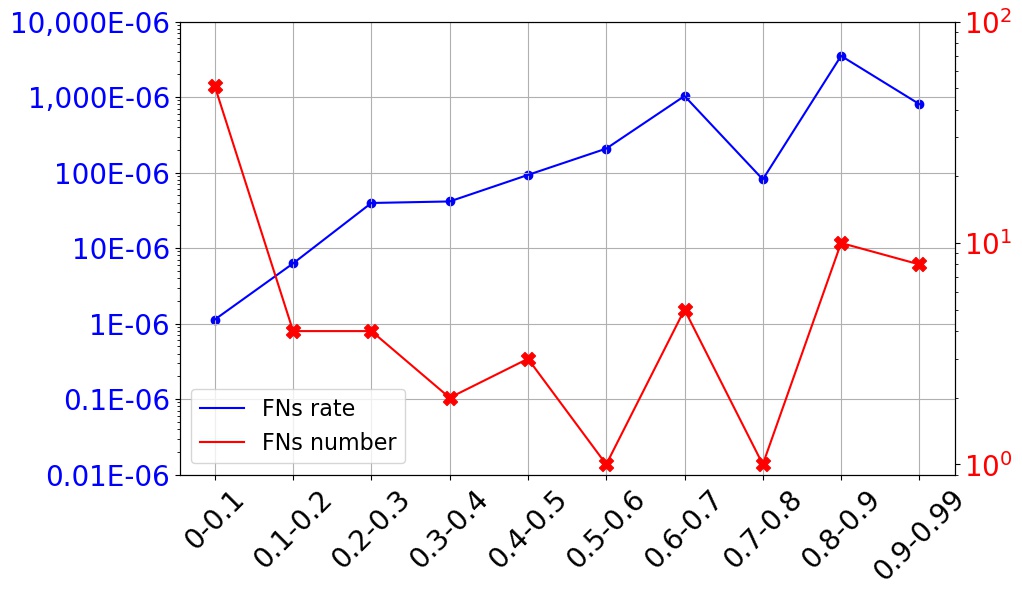 10,000E-06
1,000E-06
100E-06
10E-06
1E-06
0.1E-06
0.01E-06
10²
10¹
10⁰
FNs rate
FNs number
0-0.1
0.1-0.2
0.2-0.3
0.3-0.4
0.4-0.5
0.5-0.6
0.6-0.7
0.7-0.8
0.8-0.9
0.9-0.99